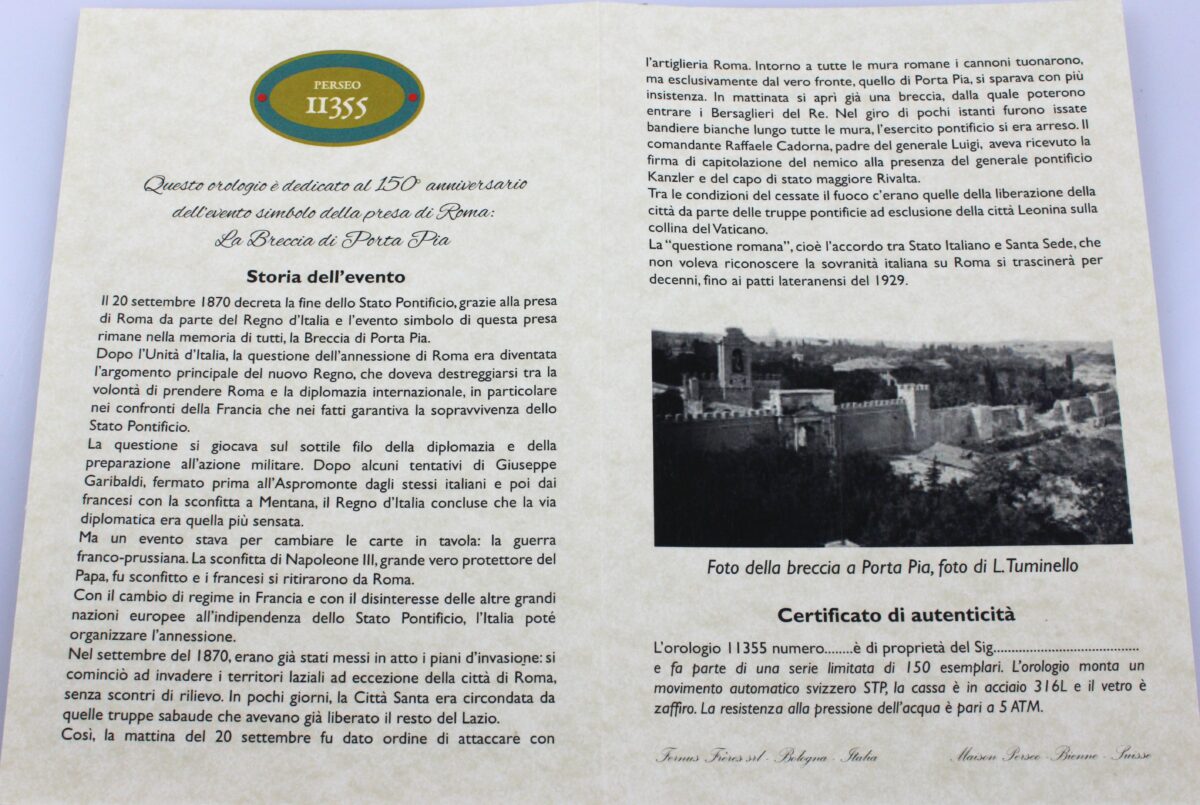 PERSEO
11355
Questo orologio è dedicato al 150° anniversario
dell'evento simbolo della presa di Roma:
La Breccia di Porta Pia
Storia dell'evento
Il 20 settembre 1870 decreta la fine dello Stato Pontificio, grazie alla presa
di Roma da parte del Regno d'Italia e l'evento simbolo di questa presa
rimane nella memoria di tutti, la Breccia di Porta Pia.
Dopo l'Unità d'Italia, la questione dell'annessione di Roma era diventata
l'argomento principale del nuovo Regno, che doveva destreggiarsi tra la
volontà di prendere Roma e la diplomazia internazionale, in particolare
nei confronti della Francia che nei fatti garantiva la sopravvivenza dello
Stato Pontificio.
La questione si giocava sul sottile filo della diplomazia e della
preparazione all'azione militare. Dopo alcuni tentativi di Giuseppe
Garibaldi, fermato prima all'Aspromonte dagli stessi italiani e poi dai
francesi con la sconfitta a Mentana, il Regno d'Italia concluse che la via
diplomatica era quella più sensata.
Ma un evento stava per cambiare le carte in tavola: la guerra
franco-prussiana. La sconfitta di Napoleone III, grande vero protettore del
Papa, fu sconfitto e i francesi si ritirarono da Roma.
Con il cambio di regime in Francia e con il disinteresse delle altre grandi
nazioni europee all'indipendenza dello Stato Pontificio, l'Italia poté
organizzare l'annessione.
Nel settembre del 1870, erano già stati messi in atto i piani d'invasione: si
cominciò ad invadere i territori laziali ad eccezione della città di Roma,
senza scontri di rilievo. In pochi giorni, la Città Santa era circondata da
quelle truppe sabaude che avevano già liberato il resto del Lazio.
Così, la mattina del 20 settembre fu dato ordine di attaccare con
l'artiglieria Roma. Intorno a tutte le mura romane i cannoni tuonarono,
ma esclusivamente dal vero fronte, quello di Porta Pia, si sparava con più
insistenza. In mattinata si aprì già una breccia, dalla quale poterono
entrare i Bersaglieri del Re. Nel giro di pochi istanti furono issate
bandiere bianche lungo tutte le mura, l'esercito pontificio si era arreso. Il
comandante Raffaele Cadorna, padre del generale Luigi, aveva ricevuto la
firma di capitolazione del nemico alla presenza del generale pontificio
Kanzler e del capo di stato maggiore Rivalta.
Tra le condizioni del cessate il fuoco c'erano quelle della liberazione della
città da parte delle truppe pontificie ad esclusione della città Leonina sulla
collina del Vaticano.
La "questione romana", cioè l'accordo tra Stato Italiano e Santa Sede, che
non voleva riconoscere la sovranità italiana su Roma si trascinerà per
decenni, fino ai patti lateranensi del 1929.
Foto della breccia a Porta Pia, foto di L. Tuminello
Certificato di autenticità
L'orologio 11355 numero........è di proprietà del Sig.................................
e fa parte di una serie limitata di 150 esemplari. L'orologio monta un
movimento automatico svizzero STP, la cassa è in acciaio 316L e il vetro è
zaffiro. La resistenza alla pressione dell'acqua è pari a 5 ATM.
Fernus Frères srl - Bologna - Italia
Maison Perseo - Bienne - Suisse